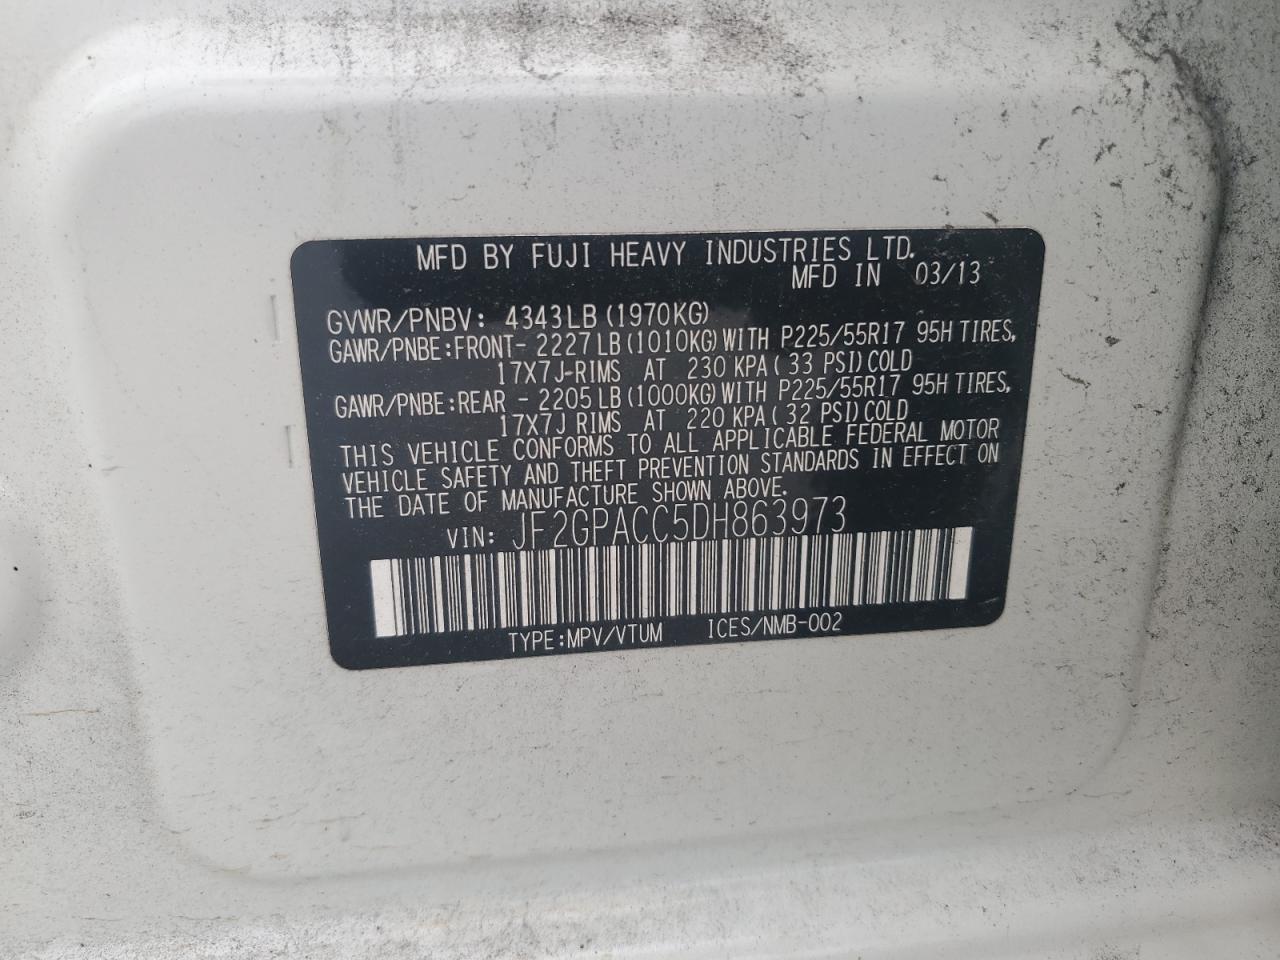 MFD BY FUJI HEAVY INDUSTRIES LTD.
MFD IN 03/13
GVWR/PNBV: 4343LB (1970KG)
GAWR/PNBE:FRONT- 2227LB (1010KG) WITH P225/55R17 95H TIRES,
17X7J-RIMS AT 230 KPA ( 33 PSI) COLD
GAWR/PNBE:REAR - 2205LB (1000KG) WITH P225/55R17 95H TIRES,
17X7J RIMS AT 220 KPA ( 32 PSI) COLD
THIS VEHICLE CONFORMS TO ALL APPLICABLE FEDERAL MOTOR
VEHICLE SAFETY AND THEFT PREVENTION STANDARDS IN EFFECT ON
THE DATE OF MANUFACTURE SHOWN ABOVE.
VIN: JF2GPACC5DH863973
TYPE:MPV/VTUM ICES/NMB-002